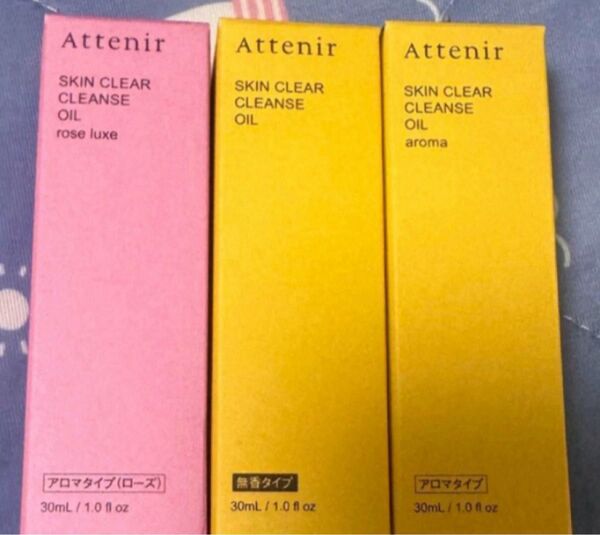 Attenir
SKIN CLEAR
CLEANSE
OIL
rose luxe
アロマタイプ(ローズ)
30mL / 1.0 fl oz
Attenir
SKIN CLEAR
CLEANSE
OIL
無香タイプ
30mL / 1.0 fl oz
Attenir
SKIN CLEAR
CLEANSE
OIL
aroma
アロマタイプ
30mL / 1.0 fl oz